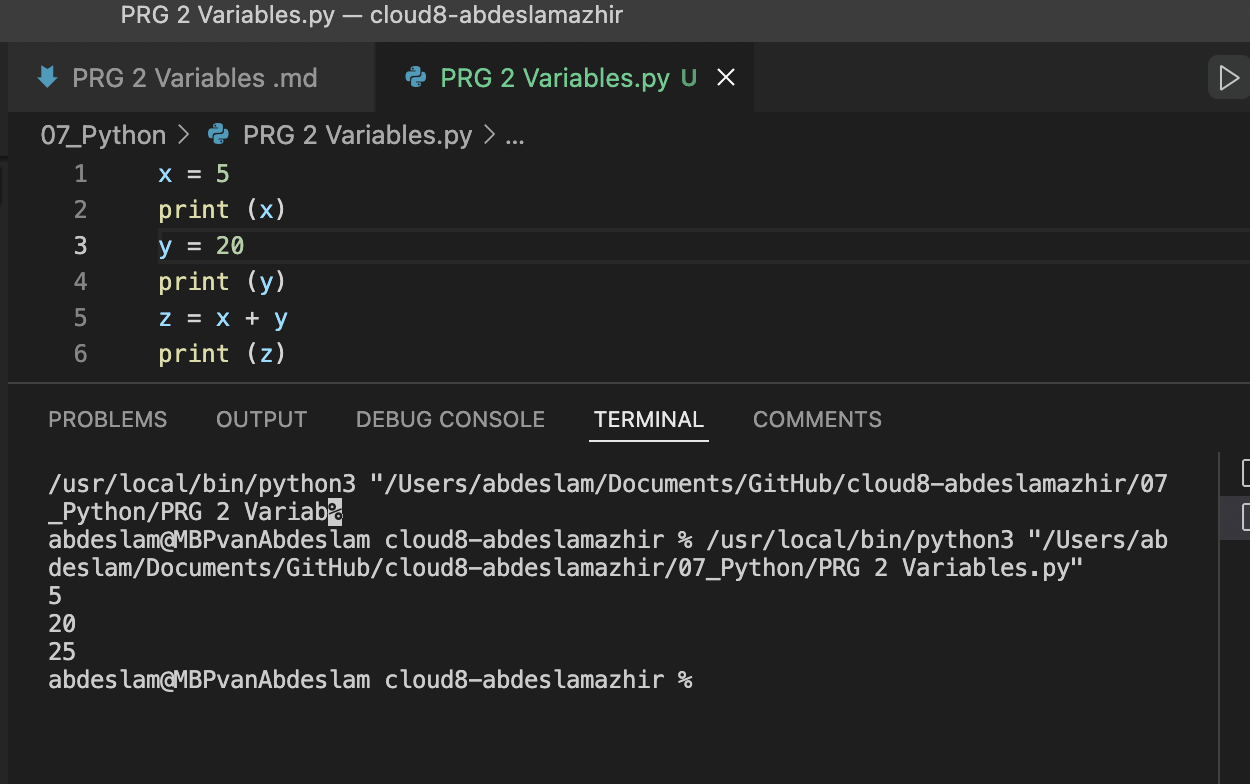 PRG 2 Variables.py — cloud8-abdeslamazhir
PRG 2 Variables .md
PRG 2 Variables.py U
07_Python > PRG 2 Variables.py > ...
1 x = 5
2 print (x)
3 y = 20
4 print (y)
5 z = x + y
6 print (z)
PROBLEMS OUTPUT DEBUG CONSOLE TERMINAL COMMENTS
/usr/local/bin/python3 "/Users/abdeslam/Documents/GitHub/cloud8-abdeslamazhir/07
_Python/PRG 2 Variab%
abdeslam@MBPvanAbdeslam cloud8-abdeslamazhir % /usr/local/bin/python3 "/Users/ab
deslam/Documents/GitHub/cloud8-abdeslamazhir/07_Python/PRG 2 Variables.py"
5
20
25
abdeslam@MBPvanAbdeslam cloud8-abdeslamazhir %